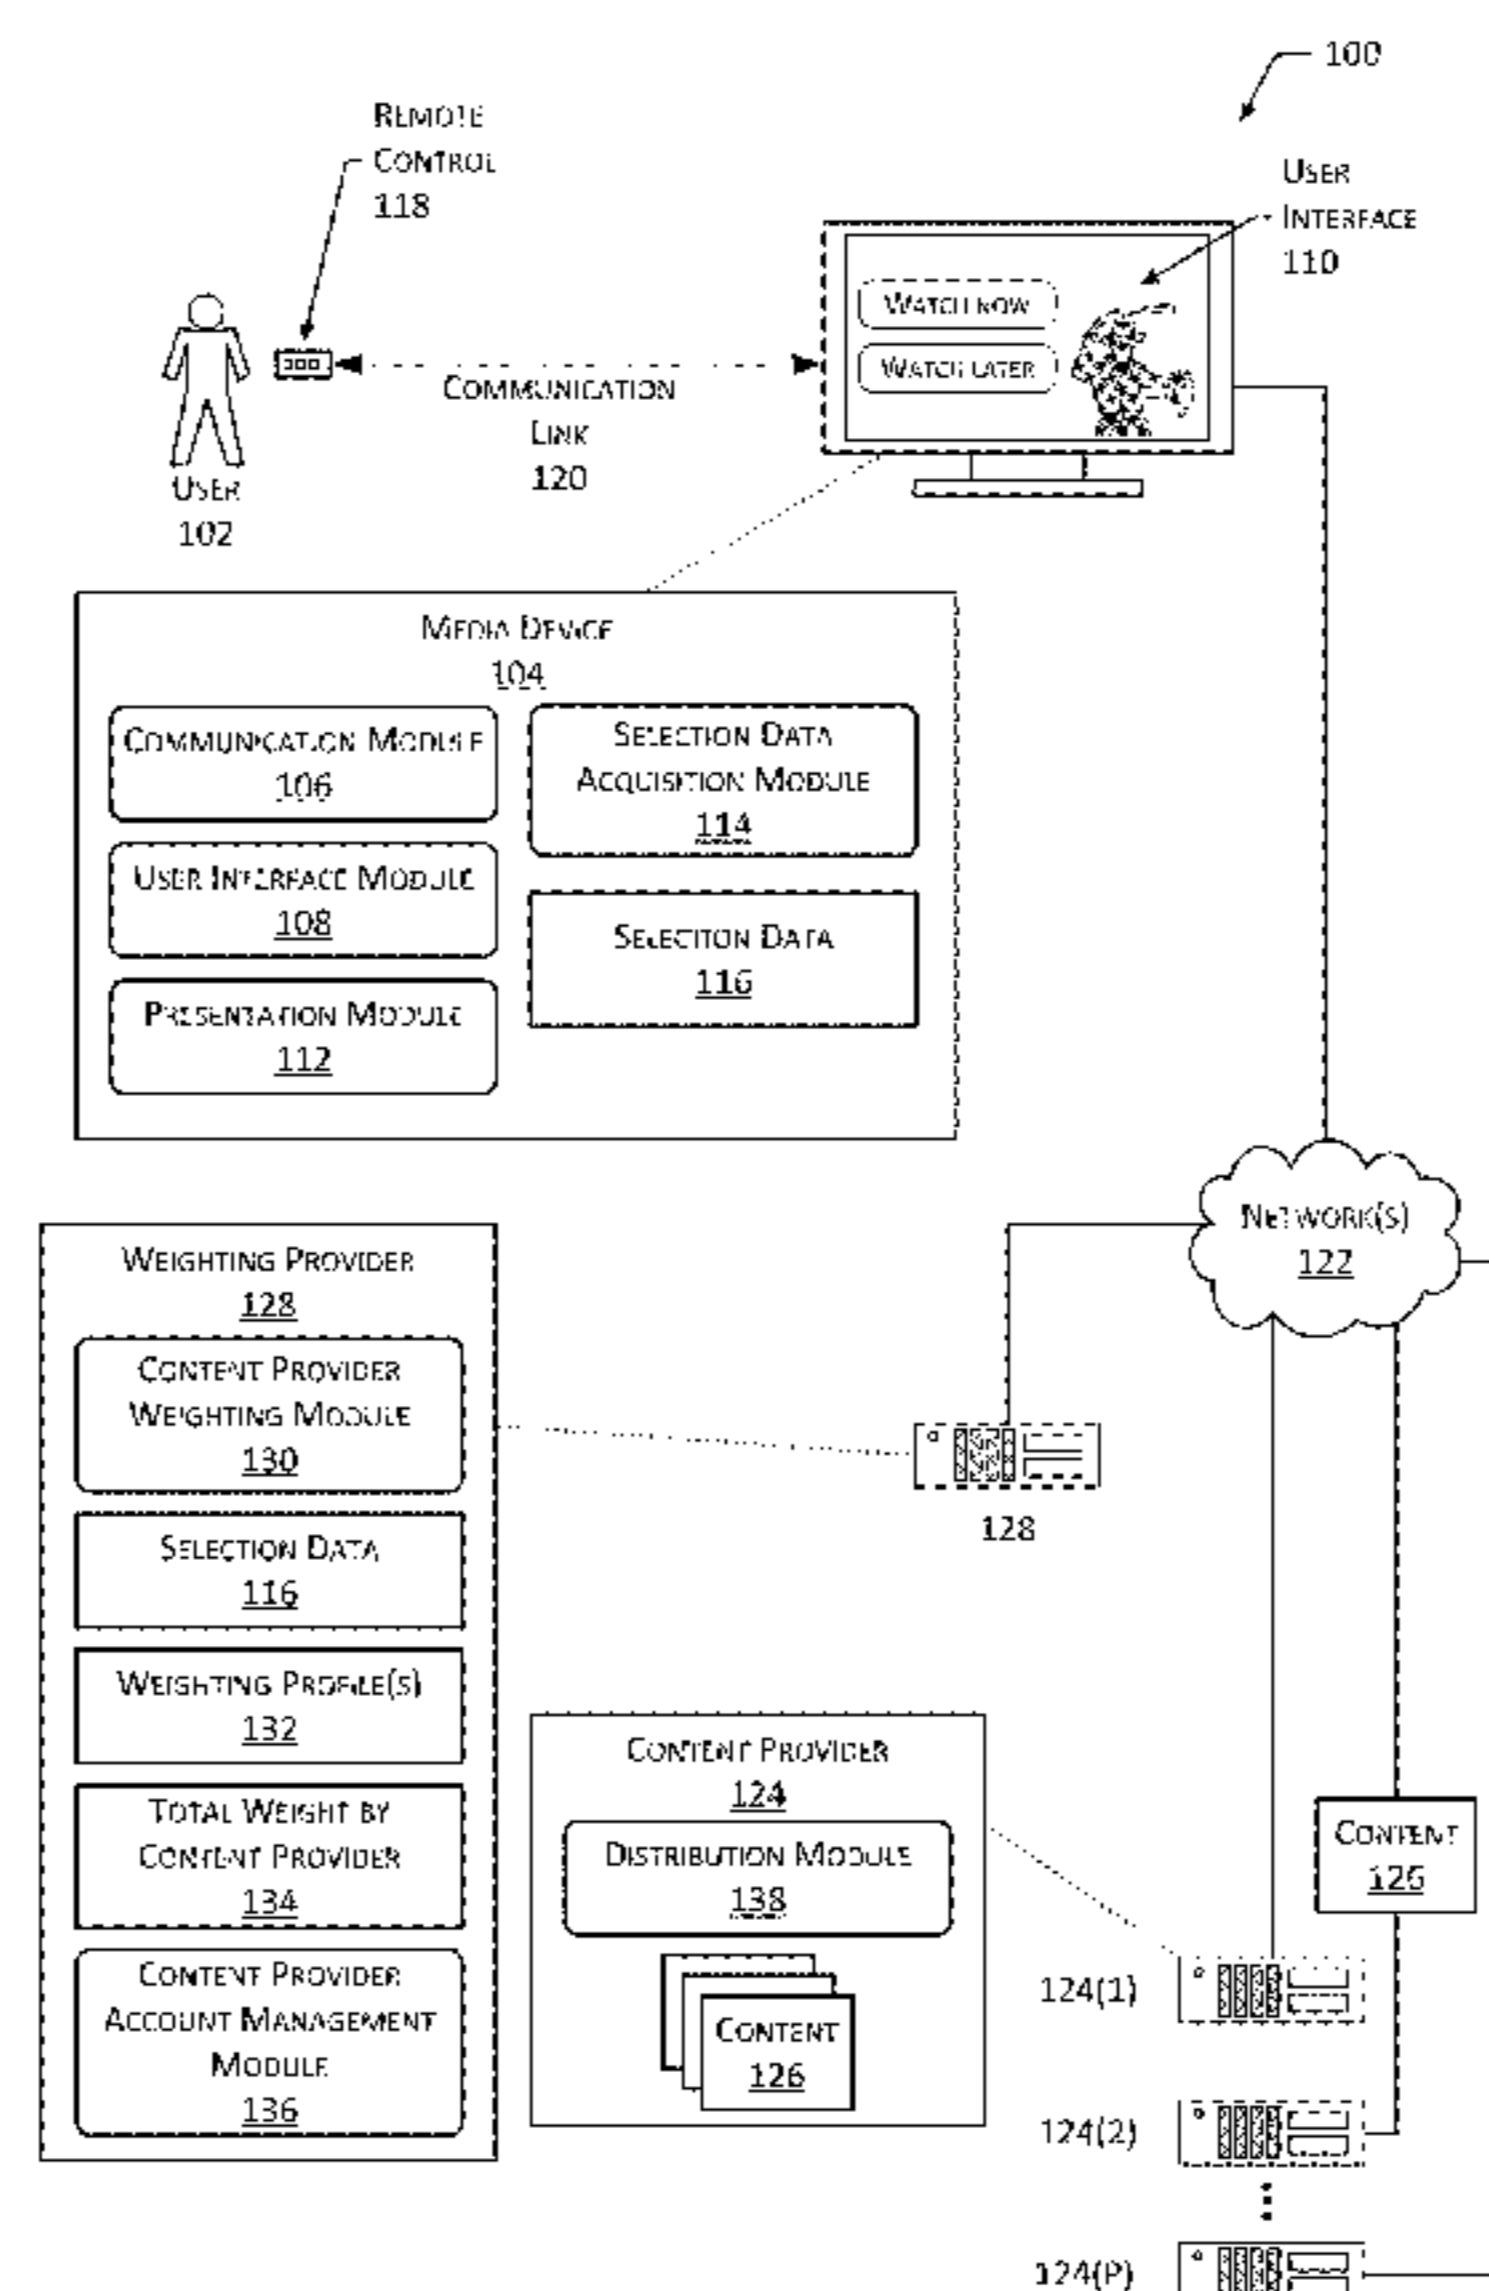 100
REMOTE
CONTROL
118
USER
INTERFACE
110
WATCH NOW
WATCH LATER
COMMUNICATION
LINK
120
USER
102
MEDIA DEVICE
104
COMMUNICATION MODULE
106
SELECTION DATA
ACQUISITION MODULE
114
USER INTERFACE MODULE
108
SELECTION DATA
116
PRESENTATION MODULE
112
NETWORK(S)
122
WEIGHTING PROVIDER
128
CONTENT PROVIDER
WEIGHTING MODULE
130
SELECTION DATA
116
WEIGHTING PROFILE(S)
132
TOTAL WEIGHT BY
CONTENT PROVIDER
134
CONTENT PROVIDER
ACCOUNT MANAGEMENT
MODULE
136
128
CONTENT PROVIDER
124
DISTRIBUTION MODULE
138
CONTENT
126
CONTENT
126
124(1)
124(2)
124(P)